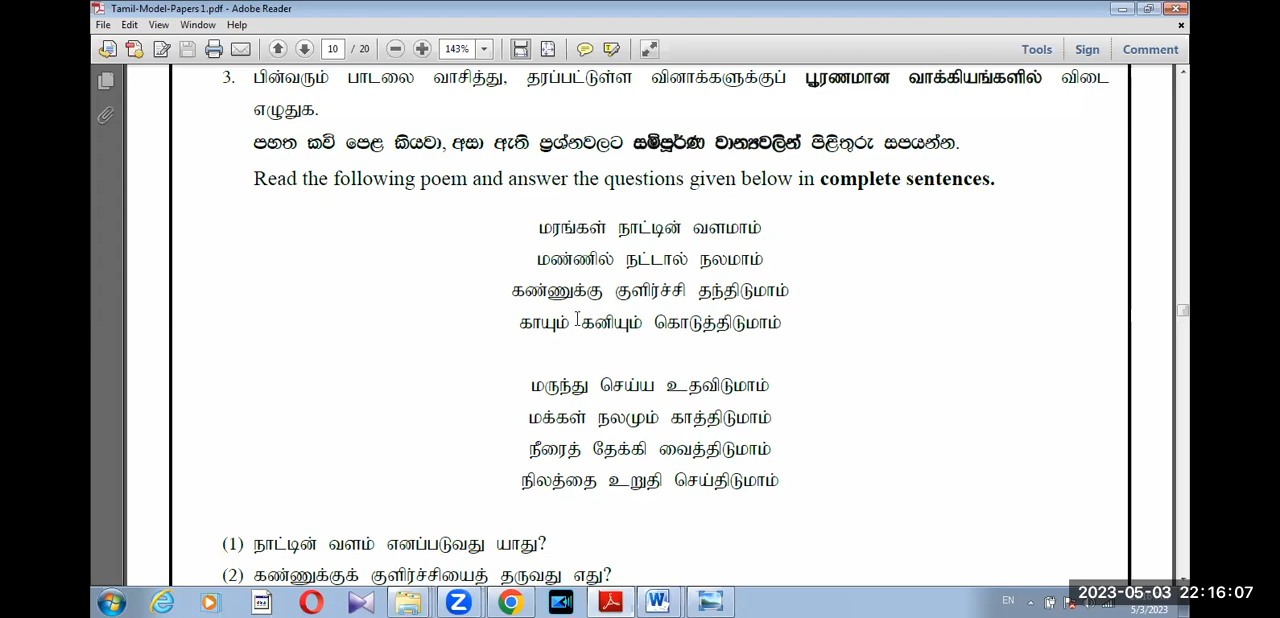 Tamil-Model-Papers 1.pdf - Adobe Reader
File Edit View Window Help
10 / 20 143% Tools Sign Comment
3. பின்வரும் பாடலை வாசித்து, தரப்பட்டுள்ள வினாக்களுக்குப் பூரணமான வாக்கியங்களில் விடை
எழுதுக.
පහත කවි පෙළ කියවා, අසා ඇති ප්‍රශ්නවලට සම්පූර්ණ වාක්‍යවලින් පිළිතුරු සපයන්න.
Read the following poem and answer the questions given below in complete sentences.
மரங்கள் நாட்டின் வளமாம்
மண்ணில் நட்டால் நலமாம்
கண்ணுக்கு குளிர்ச்சி தந்திடுமாம்
காயும் கனியும் கொடுத்திடுமாம்
மருந்து செய்ய உதவிடுமாம்
மக்கள் நலமும் காத்திடுமாம்
நீரைத் தேக்கி வைத்திடுமாம்
நிலத்தை உறுதி செய்திடுமாம்
(1) நாட்டின் வளம் எனப்படுவது யாது?
(2) கண்ணுக்குக் குளிர்ச்சியைத் தருவது எது?
EN 2023-05-03 22:16:07
5/3/2023